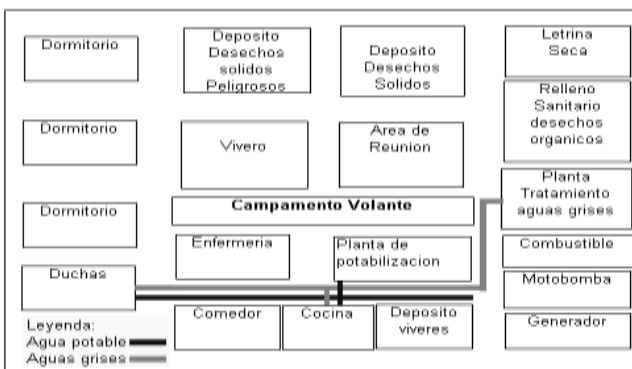 Dormitorio
Deposito
Desechos
solidos
Peligrosos
Deposito
Desechos
Solidos
Letrina
Seca
Relleno
Sanitario
desechos
organicos
Dormitorio
Vivero
Area de
Reunion
Planta
Tratamiento
aguas grises
Campamento Volante
Dormitorio
Enfermeria
Planta de
potabilizacion
Combustible
Duchas
Motobomba
Comedor
Cocina
Deposito
viveres
Generador
Leyenda:
Agua potable
Aguas grises